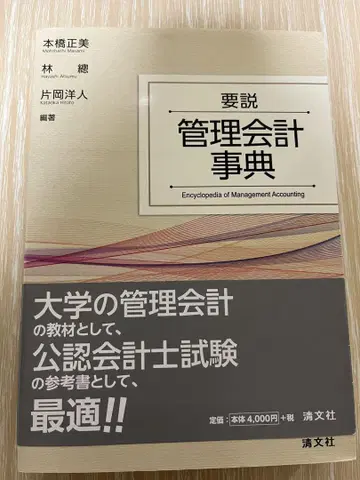 本橋正美
Motohashi Masami
林 總
Hayashi Atsumu
片岡洋人
Kataoka Hiroto
編著
要説
管理会計
事典
Encyclopedia of Management Accounting
大学の管理会計
の教材として、
公認会計士試験
の参考書として、
最適!!
定価:本体4,000円+税 清文社
清文社